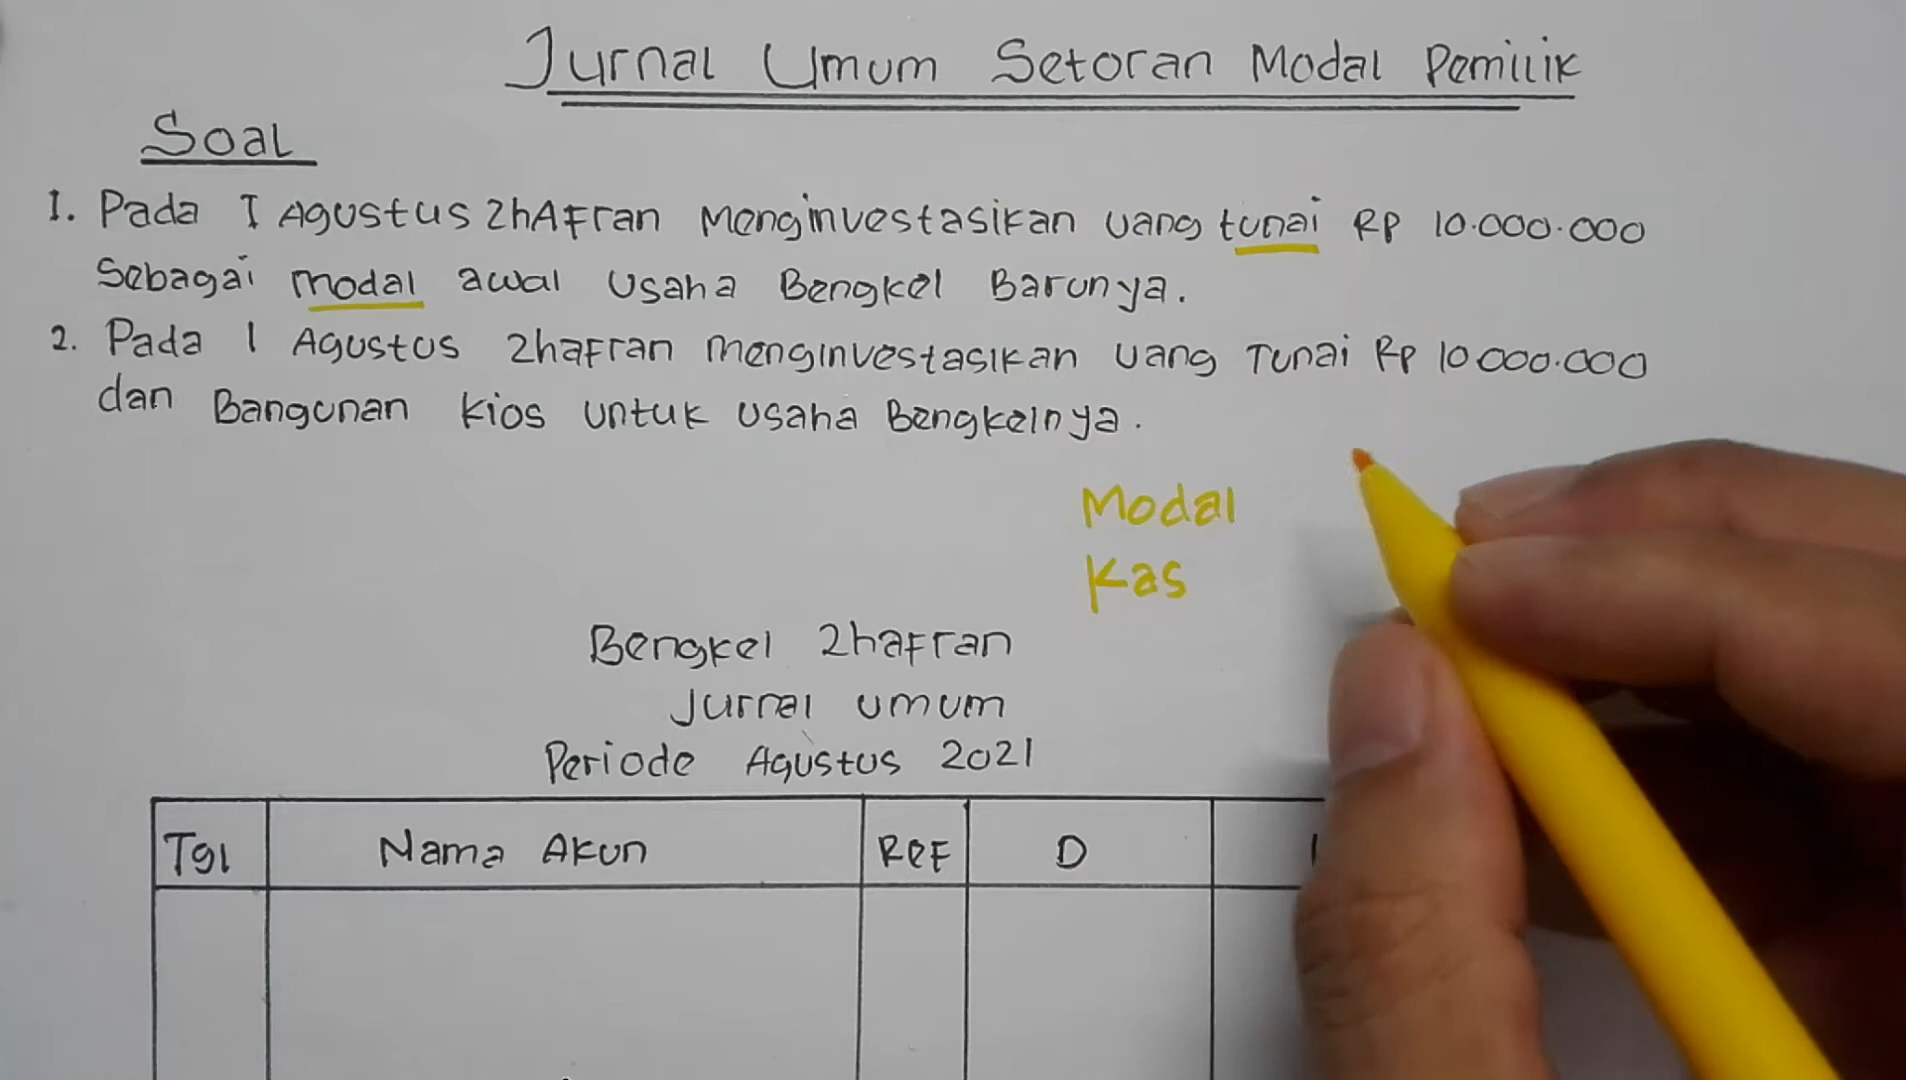 Jurnal Umum Setoran Modal Pemilik
Soal
1. Pada 1 Agustus Zhafran Menginvestasikan uang tunai Rp 10.000.000
Sebagai modal awal usaha Bengkel Barunya.
2. Pada 1 Agustus Zhafran menginvestasikan uang Tunai Rp 10.000.000
dan Bangunan Kios untuk usaha Bengkelnya.
Modal
Kas
Bengkel Zhafran
Jurnal umum
Periode Agustus 2021
Tgl Nama Akun Ref D